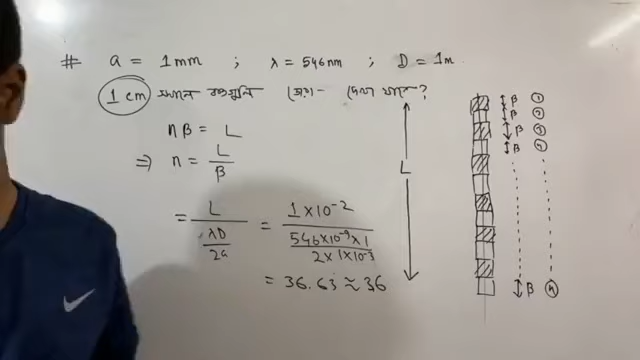 # a = 1mm ; λ = 546nm ; D = 1m
1 cm স্থানে কতগুলি ডোরা দেখা যাবে?
nβ = L
⇒ n = L/β
= L/(λD/2a) = 1×10⁻²/(546×10⁻⁹×1/2×1×10⁻³)
= 36.63 ≈ 36
L
β ①
β ②
β ③
β ④
β ⓝ